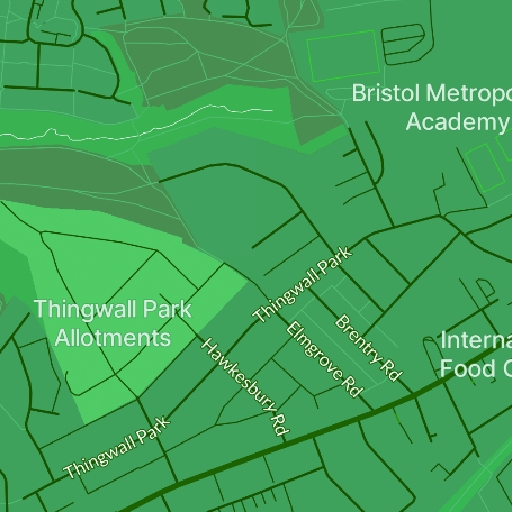 Bristol Metropo
Academy
Thingwall Park
Thingwall Park
Allotments
Elmgrove Rd
Brentry Rd
Hawkesbury Rd
Interna
Food C
Thingwall Park